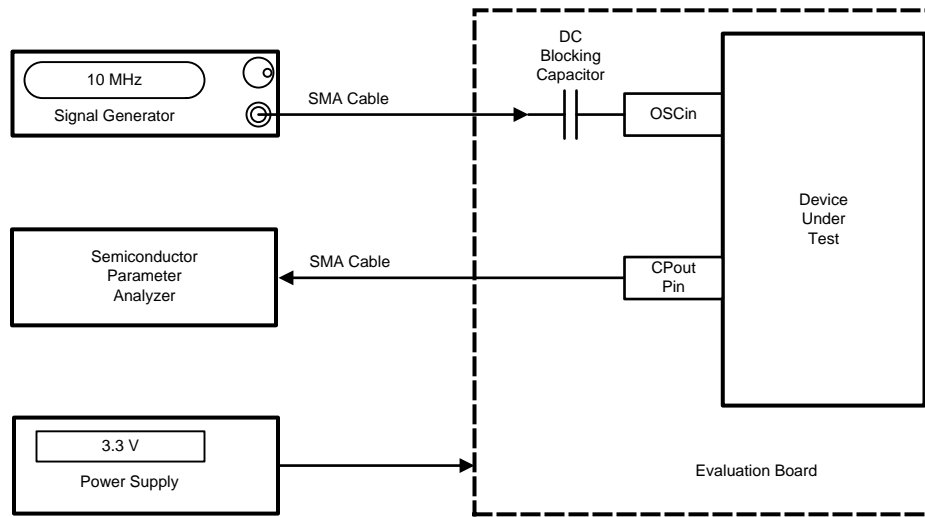 10 MHz
Signal Generator
SMA Cable
DC
Blocking
Capacitor
OSCin
Device
Under
Test
Semiconductor
Parameter
Analyzer
SMA Cable
CPout
Pin
3.3 V
Power Supply
Evaluation Board